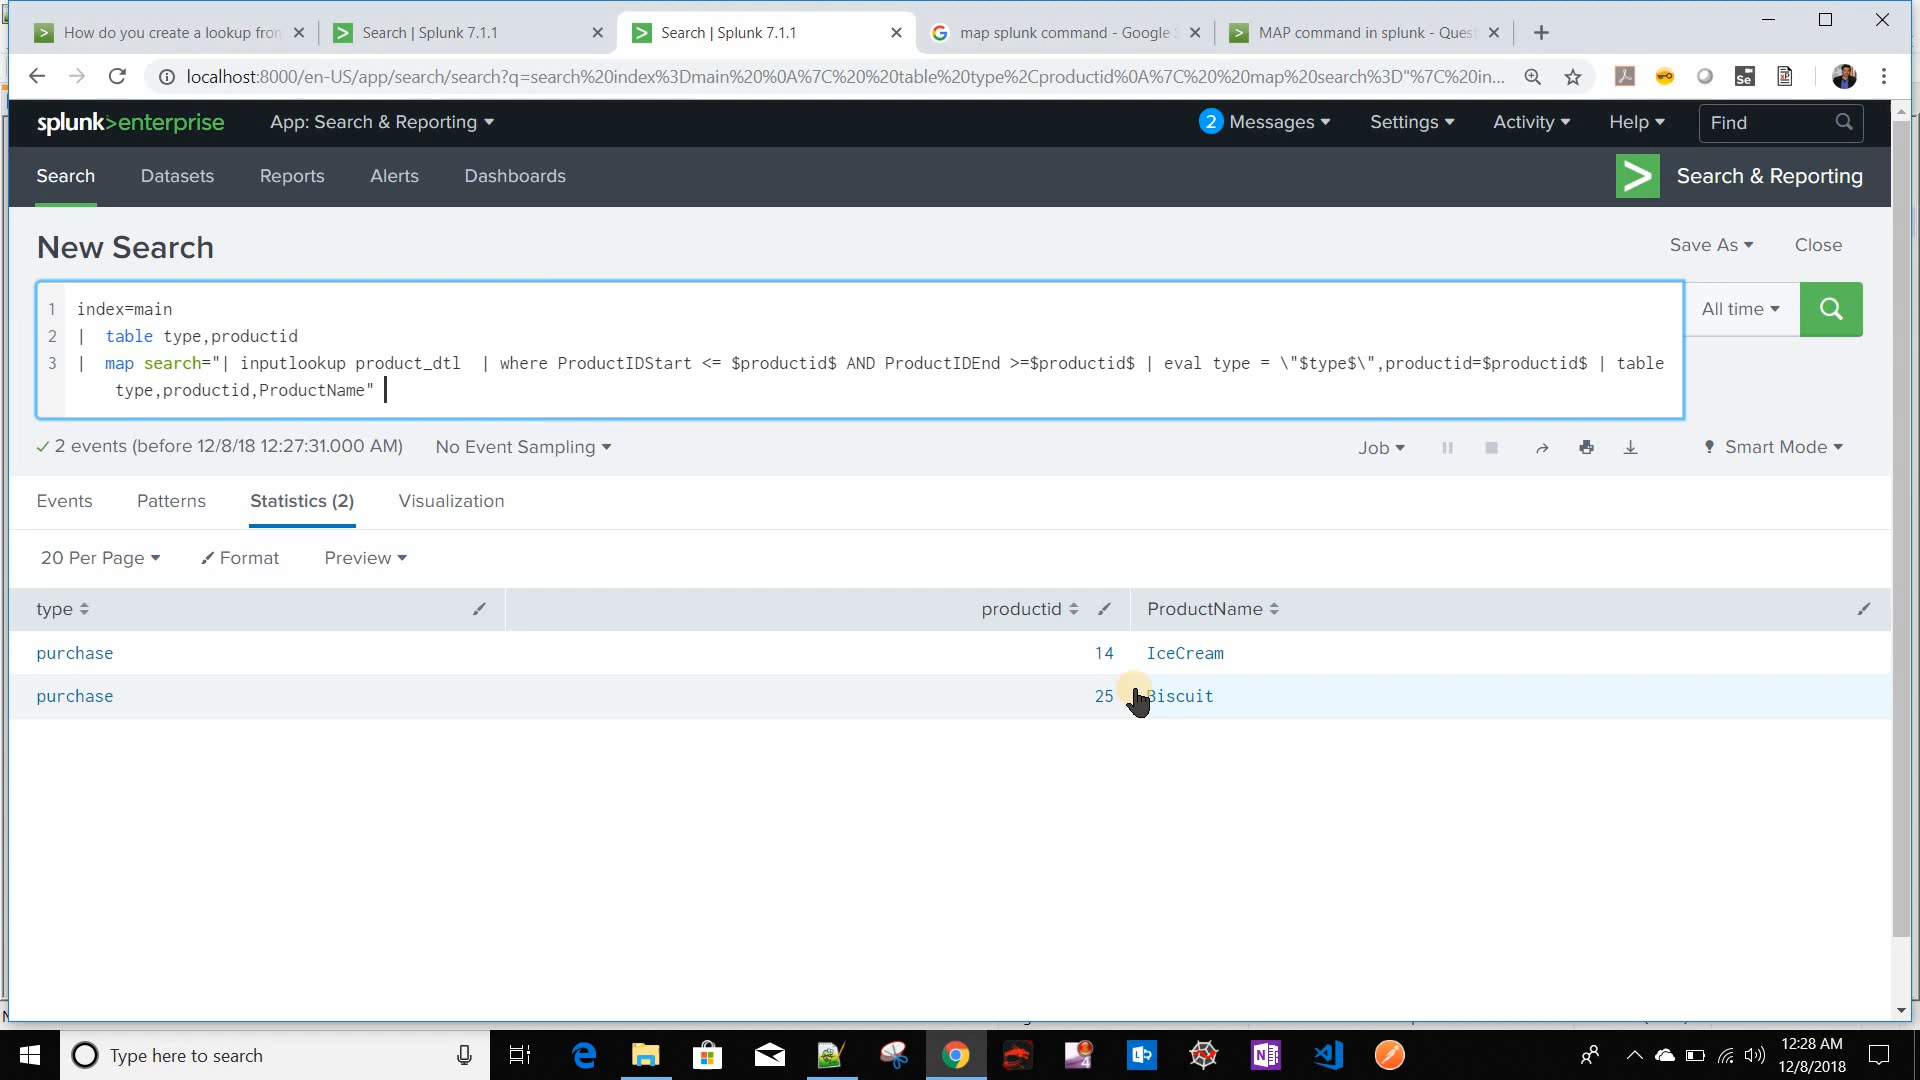 How do you create a lookup fron
Search | Splunk 7.1.1
Search | Splunk 7.1.1
map splunk command - Google S
MAP command in splunk - Quest
localhost:8000/en-US/app/search/search?q=search%20index%3Dmain%20%0A%7C%20%20table%20type%2Cproductid%0A%7C%20%20map%20search%3D"%7C%20in...
splunk>enterprise
App: Search & Reporting
2 Messages
Settings
Activity
Help
Find
Search
Datasets
Reports
Alerts
Dashboards
Search & Reporting
New Search
Save As
Close
1 index=main
2 | table type,productid
3 | map search="| inputlookup product_dtl | where ProductIDStart <= $productid$ AND ProductIDEnd >=$productid$ | eval type = \"$type$\",productid=$productid$ | table
type,productid,ProductName"
All time
2 events (before 12/8/18 12:27:31.000 AM)
No Event Sampling
Job
Smart Mode
Events
Patterns
Statistics (2)
Visualization
20 Per Page
Format
Preview
type
productid
ProductName
purchase 14 IceCream
purchase 25 Biscuit
Type here to search
12:28 AM
12/8/2018